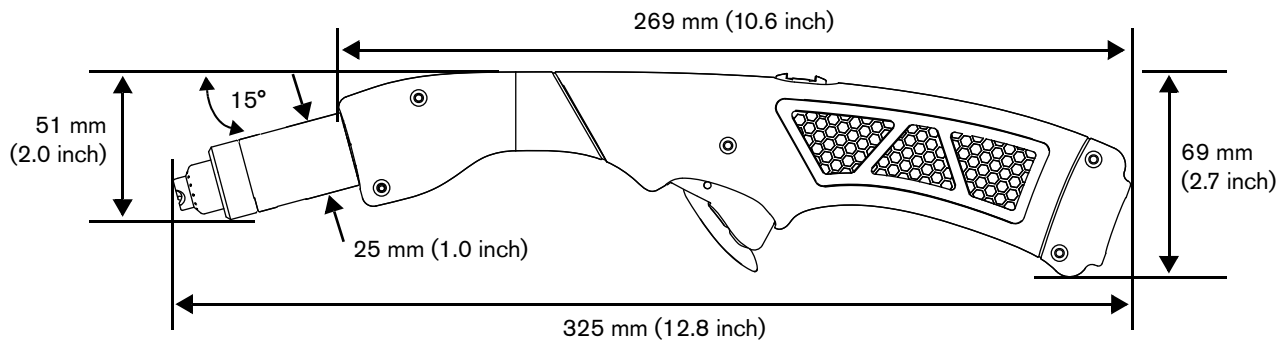 269 mm (10.6 inch)
15°
51 mm
(2.0 inch)
69 mm
(2.7 inch)
25 mm (1.0 inch)
325 mm (12.8 inch)